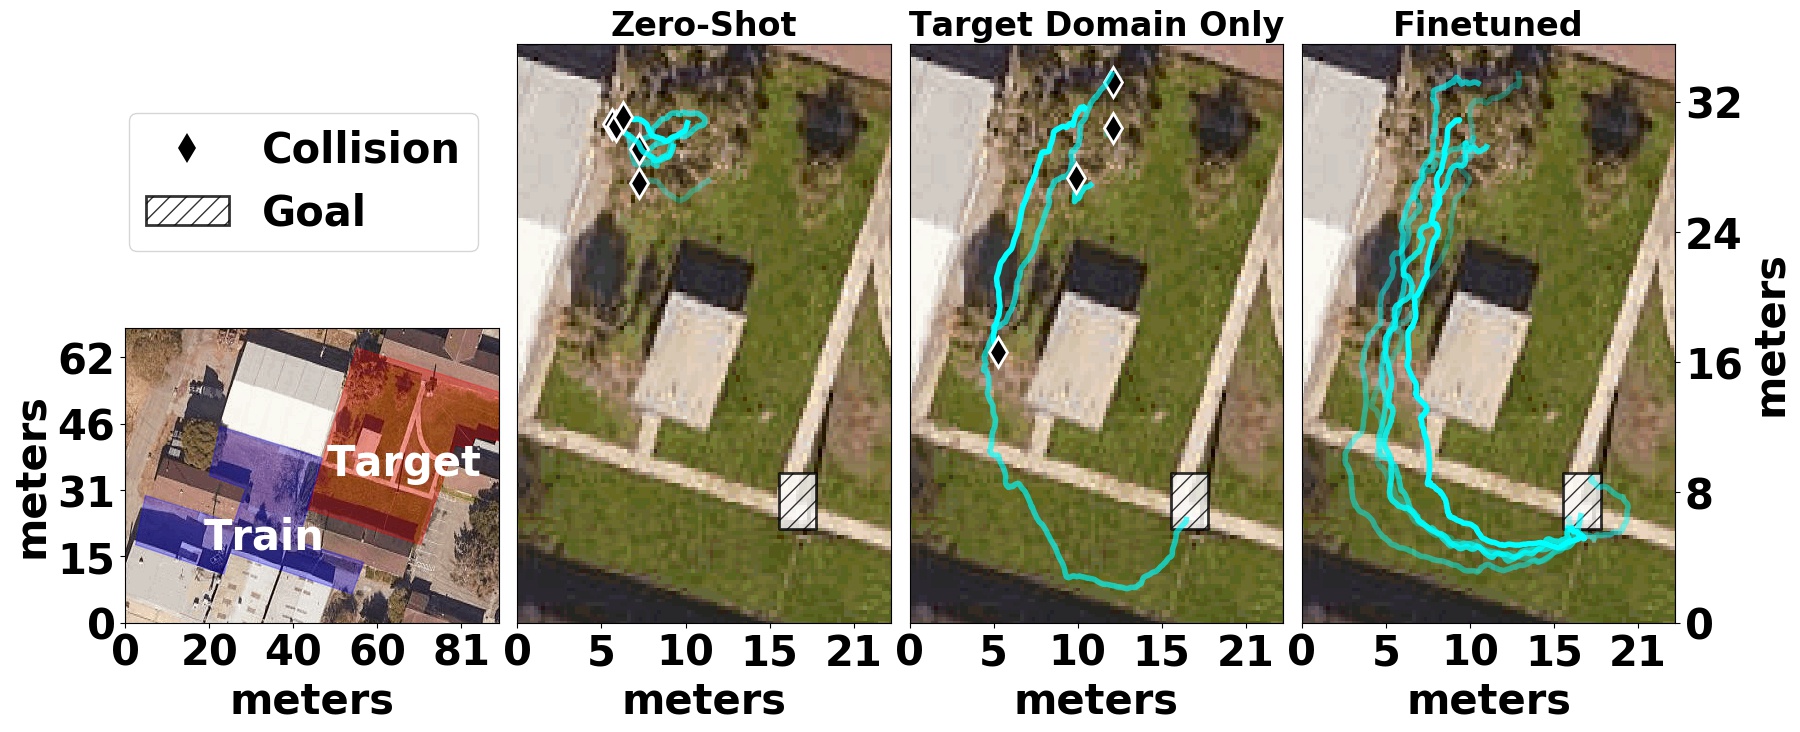 Zero-Shot
Target Domain Only
Finetuned
Collision
Goal
32
24
16
8
0
meters
62
46
31
15
0
meters
Target
Train
0 20 40 60 81
meters
0 5 10 15 21
meters
0 5 10 15 21
meters
0 5 10 15 21
meters